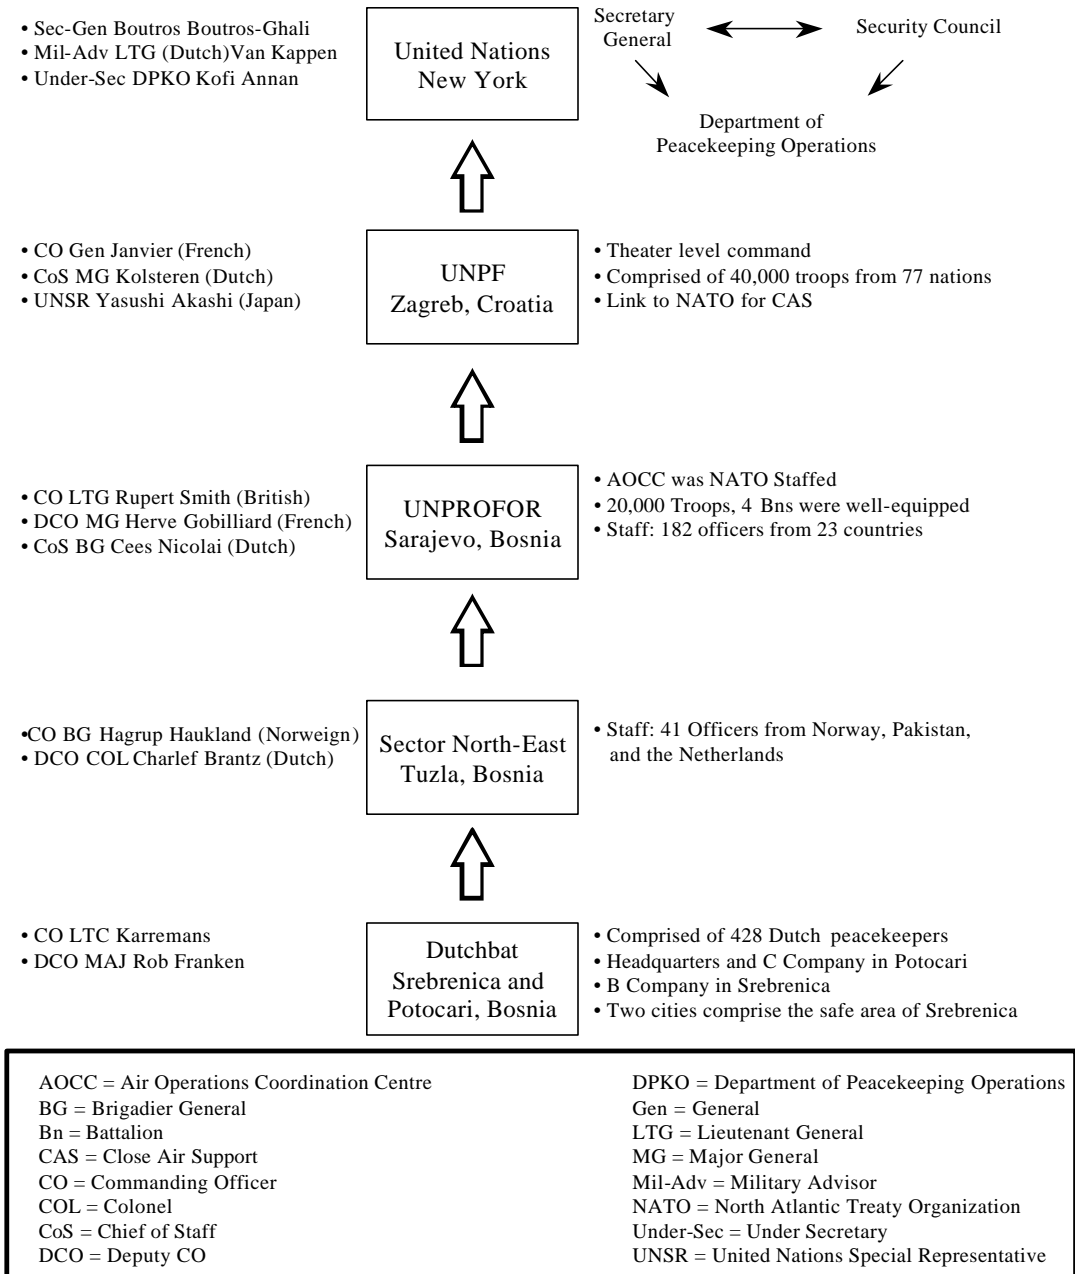 • Sec-Gen Boutros Boutros-Ghali
• Mil-Adv LTG (Dutch)Van Kappen
• Under-Sec DPKO Kofi Annan
United Nations
New York
Secretary
General
Security Council
Department of
Peacekeeping Operations
• CO Gen Janvier (French)
• CoS MG Kolsteren (Dutch)
• UNSR Yasushi Akashi (Japan)
UNPF
Zagreb, Croatia
• Theater level command
• Comprised of 40,000 troops from 77 nations
• Link to NATO for CAS
• CO LTG Rupert Smith (British)
• DCO MG Herve Gobilliard (French)
• CoS BG Cees Nicolai (Dutch)
UNPROFOR
Sarajevo, Bosnia
• AOCC was NATO Staffed
• 20,000 Troops, 4 Bns were well-equipped
• Staff: 182 officers from 23 countries
•CO BG Hagrup Haukland (Norweign)
• DCO COL Charlef Brantz (Dutch)
Sector North-East
Tuzla, Bosnia
• Staff: 41 Officers from Norway, Pakistan,
and the Netherlands
• CO LTC Karremans
• DCO MAJ Rob Franken
Dutchbat
Srebrenica and
Potocari, Bosnia
• Comprised of 428 Dutch peacekeepers
• Headquarters and C Company in Potocari
• B Company in Srebrenica
• Two cities comprise the safe area of Srebrenica
AOCC = Air Operations Coordination Centre
BG = Brigadier General
Bn = Battalion
CAS = Close Air Support
CO = Commanding Officer
COL = Colonel
CoS = Chief of Staff
DCO = Deputy CO
DPKO = Department of Peacekeeping Operations
Gen = General
LTG = Lieutenant General
MG = Major General
Mil-Adv = Military Advisor
NATO = North Atlantic Treaty Organization
Under-Sec = Under Secretary
UNSR = United Nations Special Representative